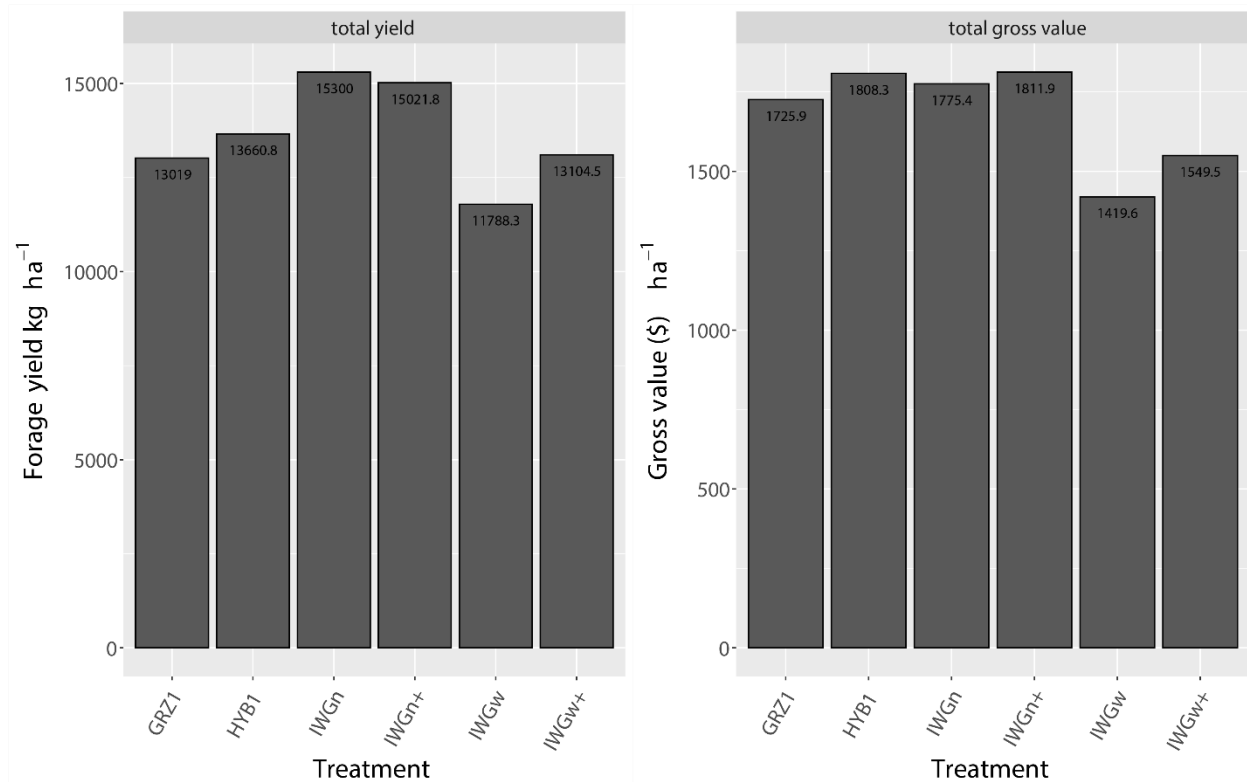 total yield
Forage yield kg ha⁻¹
15000
10000
5000
0
13019
13660.8
15300
15021.8
11788.3
13104.5
GRZ1
HYB1
IWGn
IWGn+
IWGw
IWGw+
Treatment
total gross value
Gross value ($) ha⁻¹
1500
1000
500
0
1725.9
1808.3
1775.4
1811.9
1419.6
1549.5
GRZ1
HYB1
IWGn
IWGn+
IWGw
IWGw+
Treatment